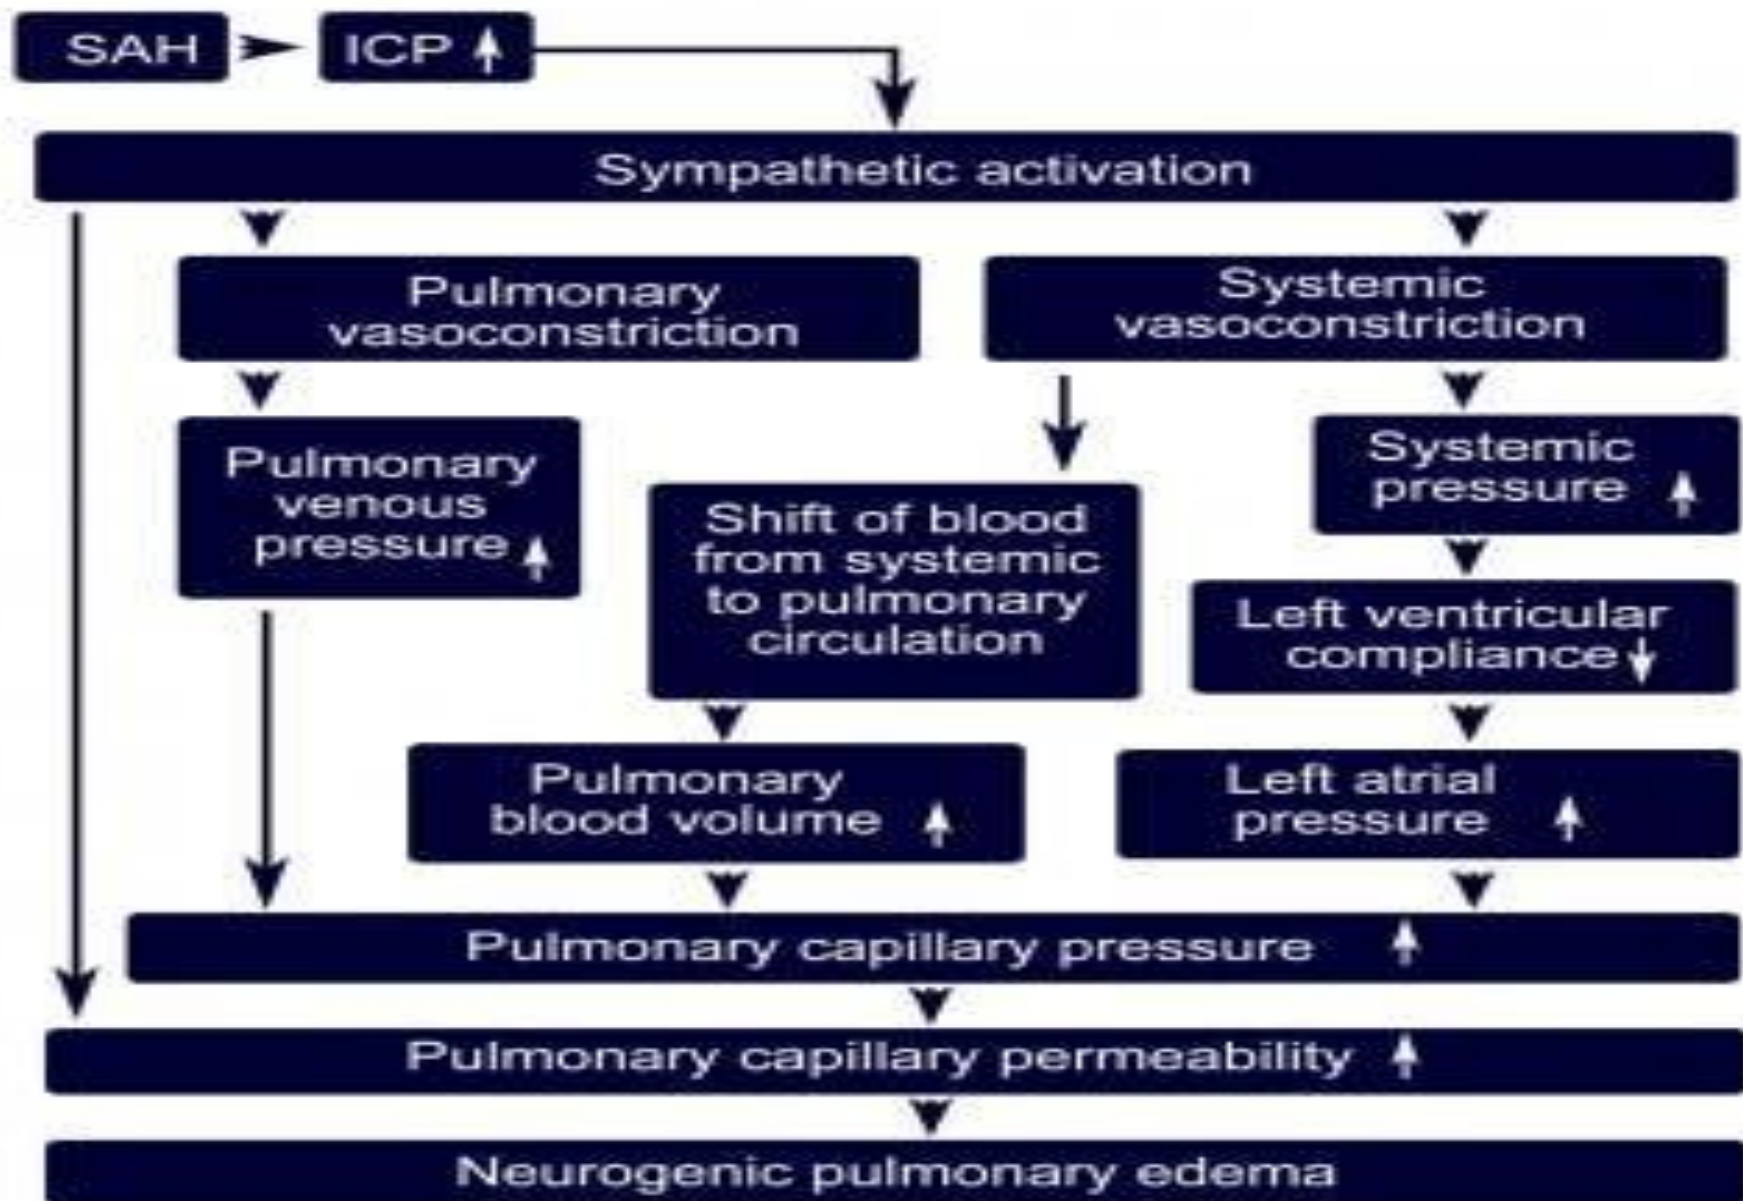 SAH
ICP
Sympathetic activation
Pulmonary
vasoconstriction
Systemic
vasoconstriction
Pulmonary
venous
pressure
Shift of blood
from systemic
to pulmonary
circulation
Systemic
pressure
Left ventricular
compliance
Pulmonary
blood volume
Left atrial
pressure
Pulmonary capillary pressure
Pulmonary capillary permeability
Neurogenic pulmonary edema